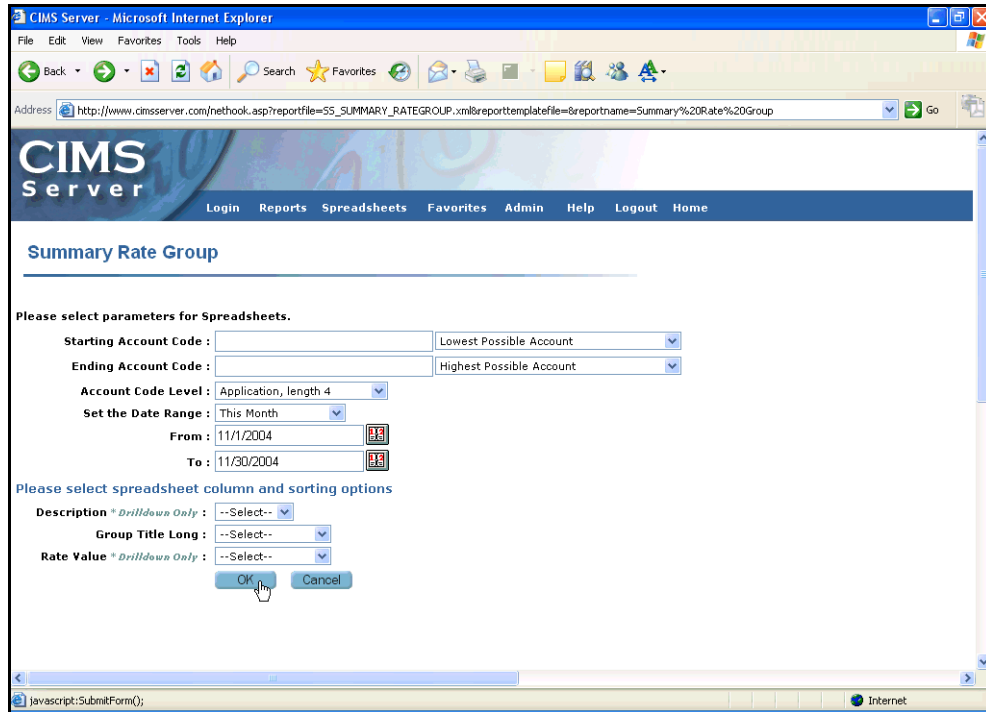 CIMS Server - Microsoft Internet Explorer
File Edit View Favorites Tools Help
Back Search Favorites
Address http://www.cimsserver.com/nethook.asp?reportfile=SS_SUMMARY_RATEGROUP.xml&reporttemplatefile=&reportname=Summary%20Rate%20Group Go
CIMS
Server
Login Reports Spreadsheets Favorites Admin Help Logout Home
Summary Rate Group
Please select parameters for Spreadsheets.
Starting Account Code : Lowest Possible Account
Ending Account Code : Highest Possible Account
Account Code Level : Application, length 4
Set the Date Range : This Month
From : 11/1/2004
To : 11/30/2004
Please select spreadsheet column and sorting options
Description * Drilldown Only : --Select--
Group Title Long : --Select--
Rate Value * Drilldown Only : --Select--
OK Cancel
javascript:SubmitForm(); Internet